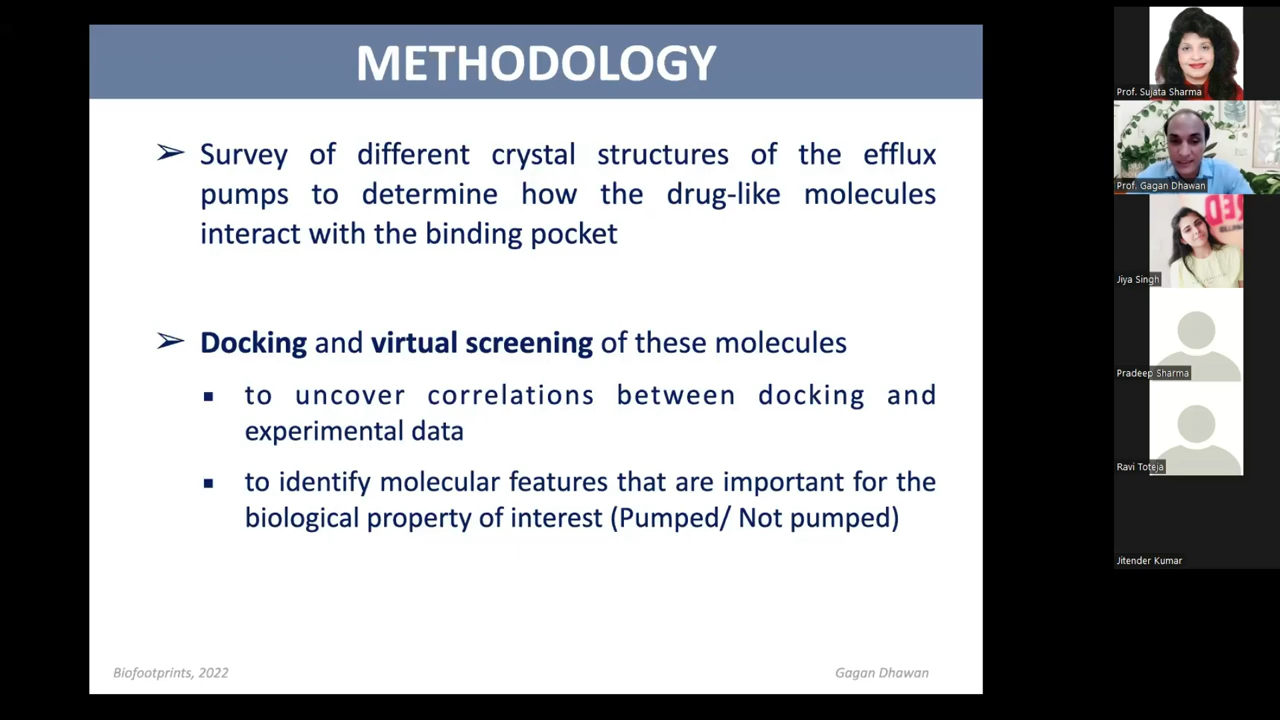 METHODOLOGY
➢ Survey of different crystal structures of the efflux
pumps to determine how the drug-like molecules
interact with the binding pocket
➢ Docking and virtual screening of these molecules
▪ to uncover correlations between docking and
experimental data
▪ to identify molecular features that are important for the
biological property of interest (Pumped/ Not pumped)
Biofootprints, 2022
Gagan Dhawan
Prof. Sujata Sharma
Prof. Gagan Dhawan
Jiya Singh
Pradeep Sharma
Ravi Toteja
Jitender Kumar